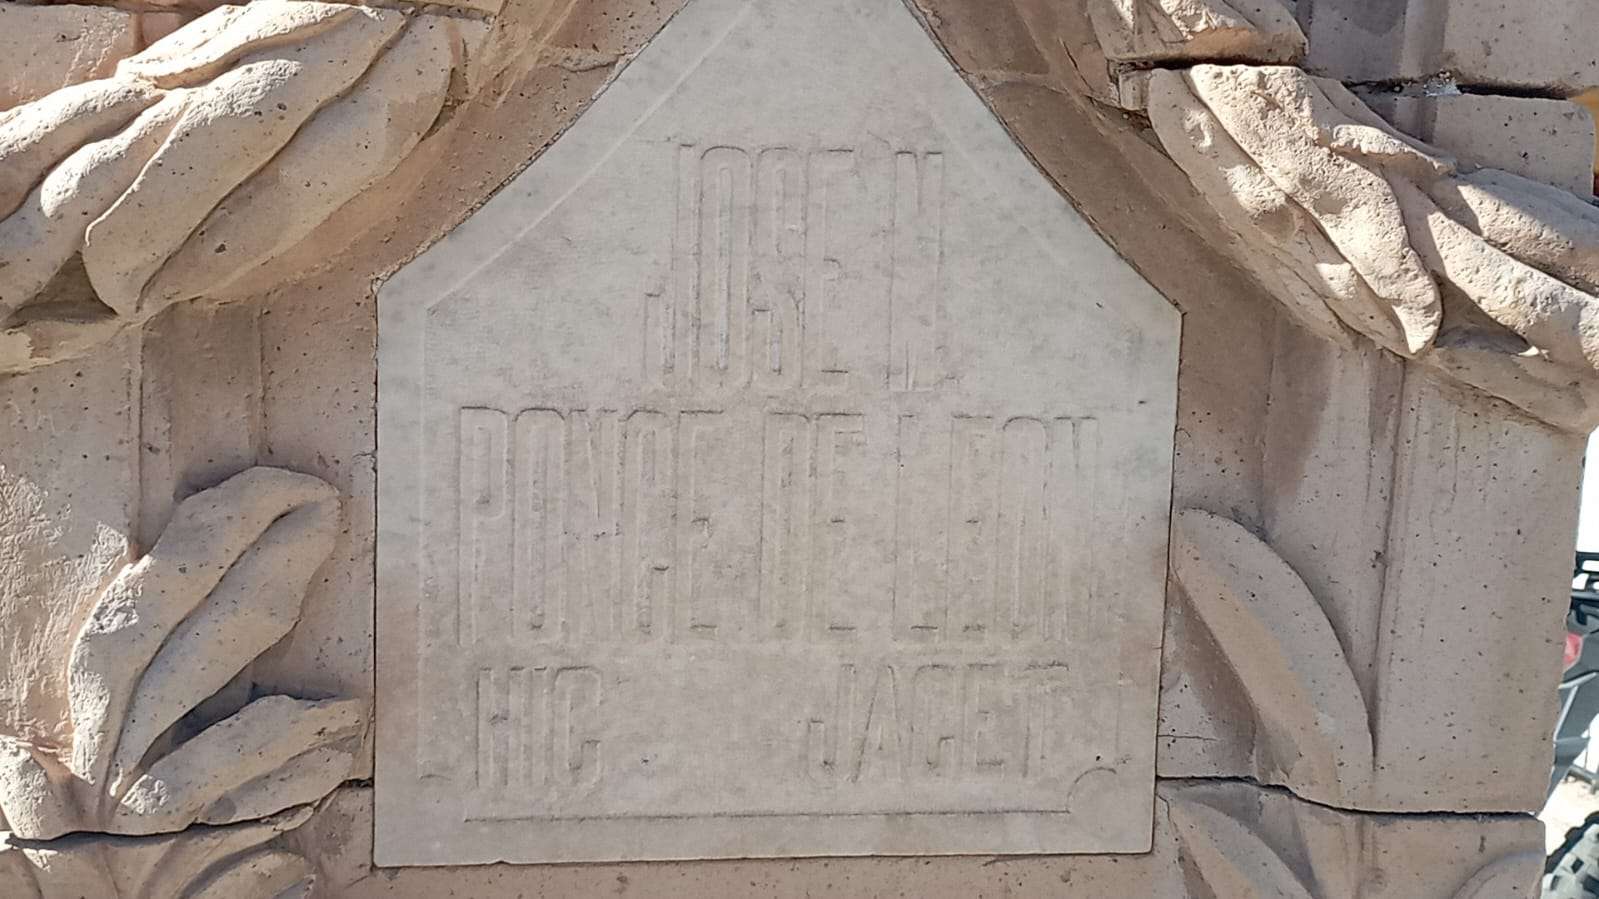 JOSE M
PONCE DE LEON
HIC JACET